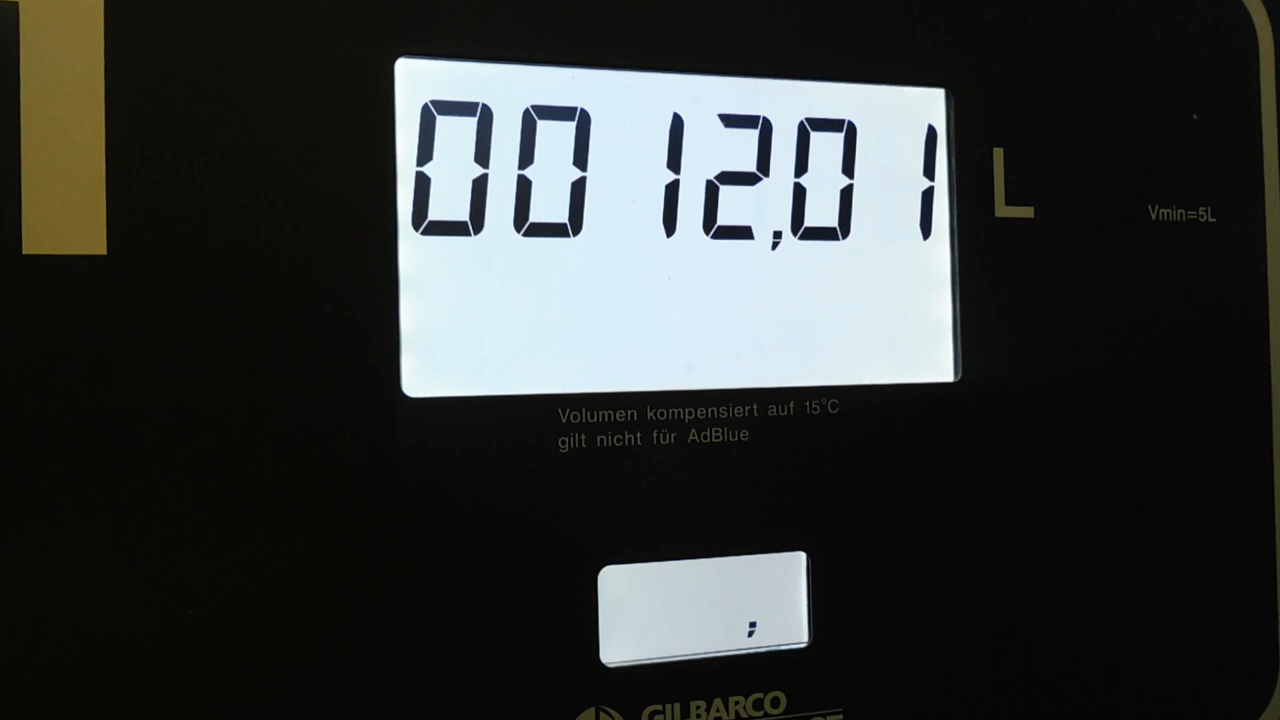 0012,01 L
Vmin=5L
Volumen kompensiert auf 15°C
gilt nicht für AdBlue
,
GILBARCO